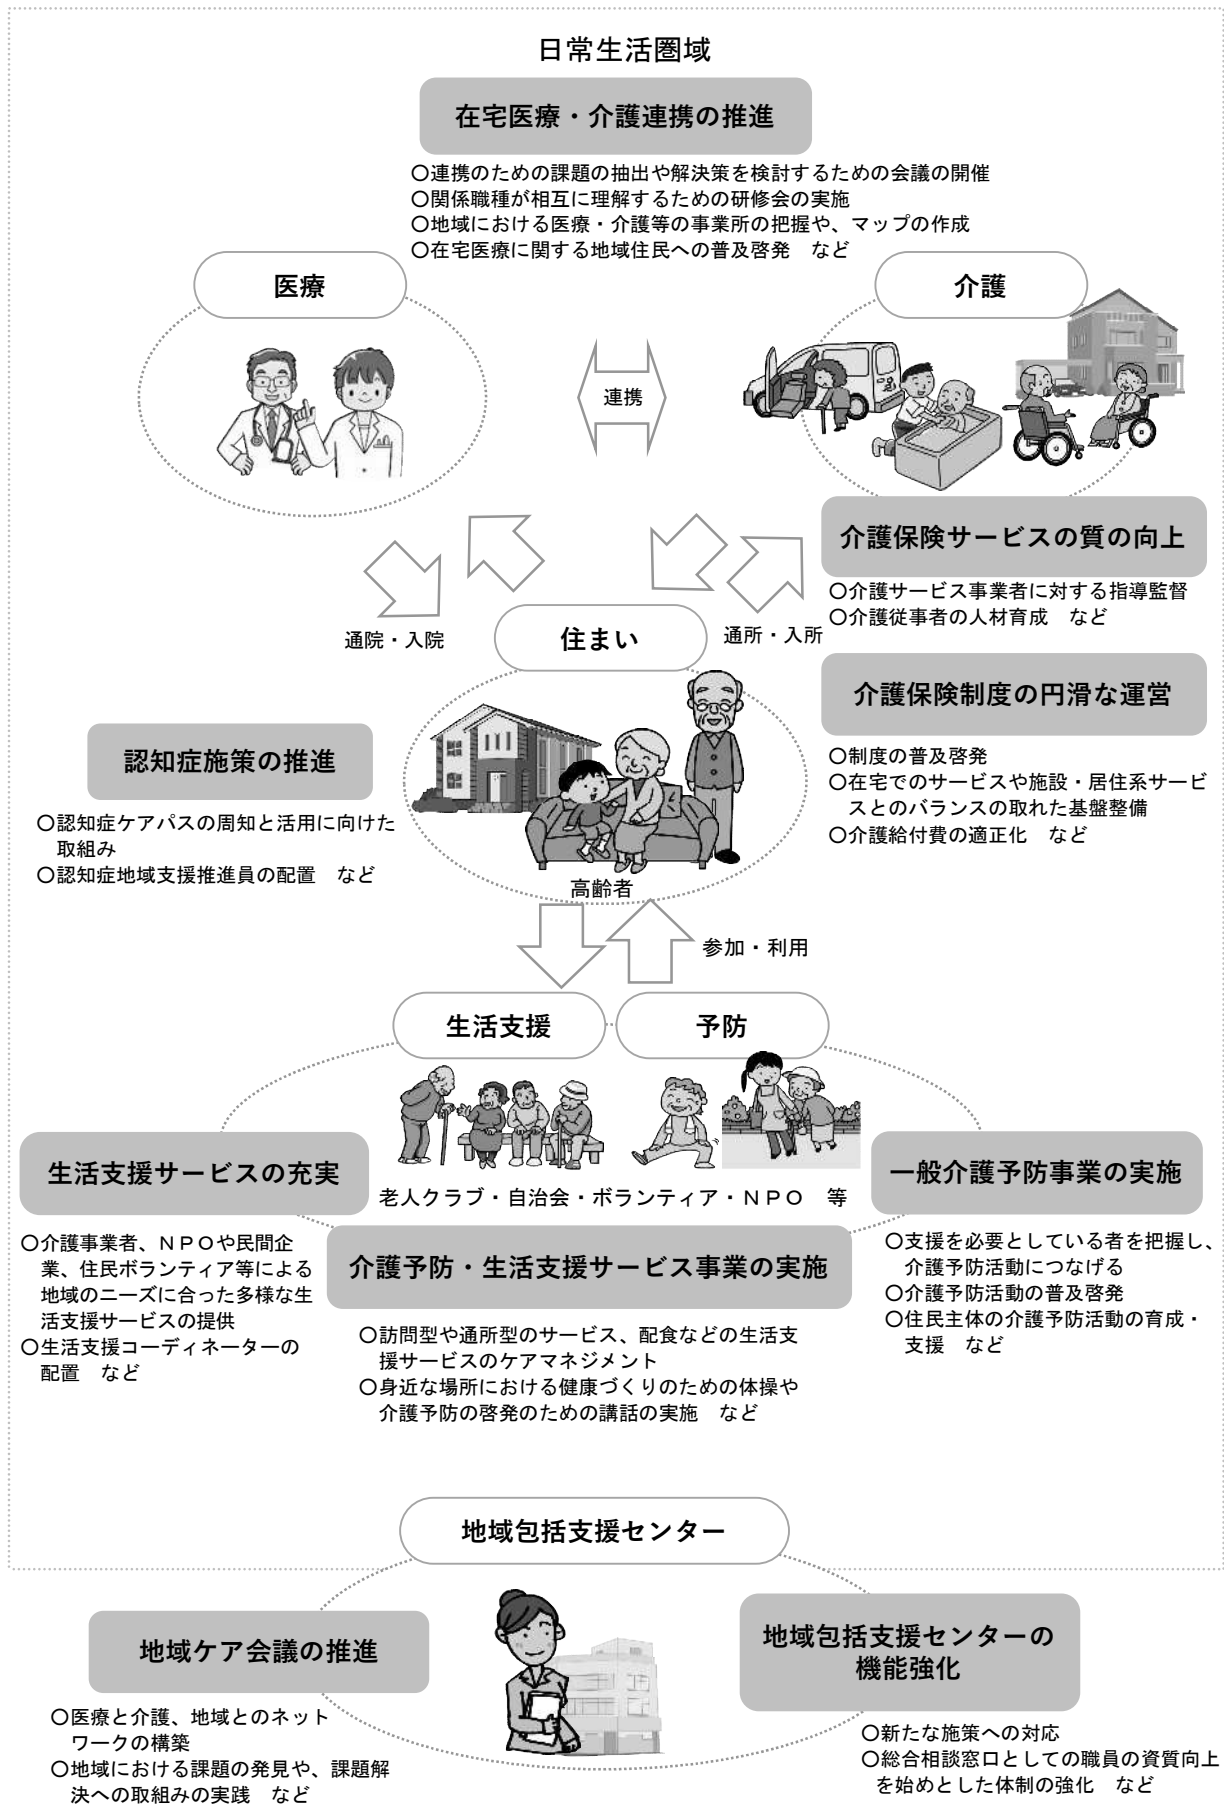 日常生活圏域
在宅医療・介護連携の推進
○連携のための課題の抽出や解決策を検討するための会議の開催
○関係職種が相互に理解するための研修会の実施
○地域における医療・介護等の事業所の把握や、マップの作成
○在宅医療に関する地域住民への普及啓発　など
医療
介護
連携
介護保険サービスの質の向上
○介護サービス事業者に対する指導監督
○介護従事者の人材育成　など
通院・入院
住まい
通所・入所
介護保険制度の円滑な運営
○制度の普及啓発
○在宅でのサービスや施設・居住系サービ
スとのバランスの取れた基盤整備
○介護給付費の適正化　など
認知症施策の推進
○認知症ケアパスの周知と活用に向けた
取組み
○認知症地域支援推進員の配置　など
高齢者
参加・利用
生活支援
予防
老人クラブ・自治会・ボランティア・ＮＰＯ　等
生活支援サービスの充実
○介護事業者、ＮＰＯや民間企
業、住民ボランティア等による
地域のニーズに合った多様な生
活支援サービスの提供
○生活支援コーディネーターの
配置　など
介護予防・生活支援サービス事業の実施
○訪問型や通所型のサービス、配食などの生活支
援サービスのケアマネジメント
○身近な場所における健康づくりのための体操や
介護予防の啓発のための講話の実施　など
一般介護予防事業の実施
○支援を必要としている者を把握し、
介護予防活動につなげる
○介護予防活動の普及啓発
○住民主体の介護予防活動の育成・
支援　など
地域包括支援センター
地域ケア会議の推進
○医療と介護、地域とのネット
ワークの構築
○地域における課題の発見や、課題解
決への取組みの実践　など
地域包括支援センターの
機能強化
○新たな施策への対応
○総合相談窓口としての職員の資質向上
を始めとした体制の強化　など